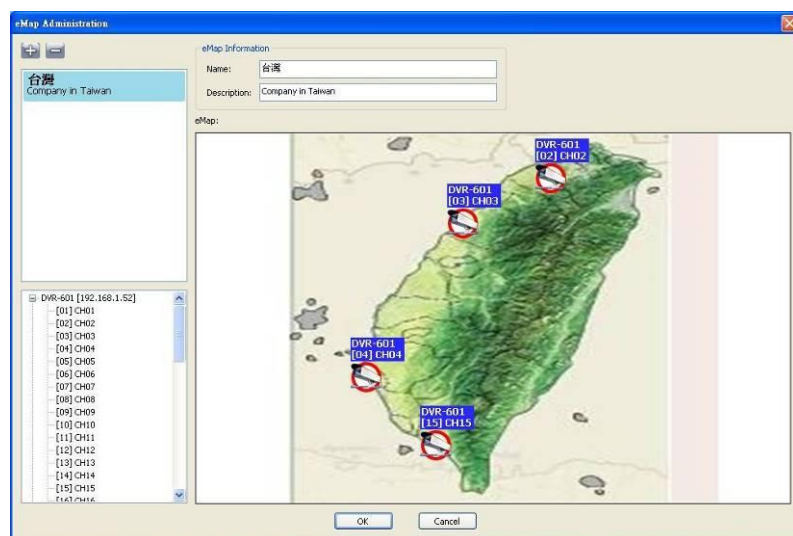 eMap Administration
台灣
Company in Taiwan
eMap Information
Name: 台灣
Description: Company in Taiwan
eMap:
DVR-601
[02] CH02
DVR-601
[03] CH03
DVR-601
[04] CH04
DVR-601
[15] CH15
DVR-601 [192.168.1.52]
[01] CH01
[02] CH02
[03] CH03
[04] CH04
[05] CH05
[06] CH06
[07] CH07
[08] CH08
[09] CH09
[10] CH10
[11] CH11
[12] CH12
[13] CH13
[14] CH14
[15] CH15
[16] CH16
OK
Cancel